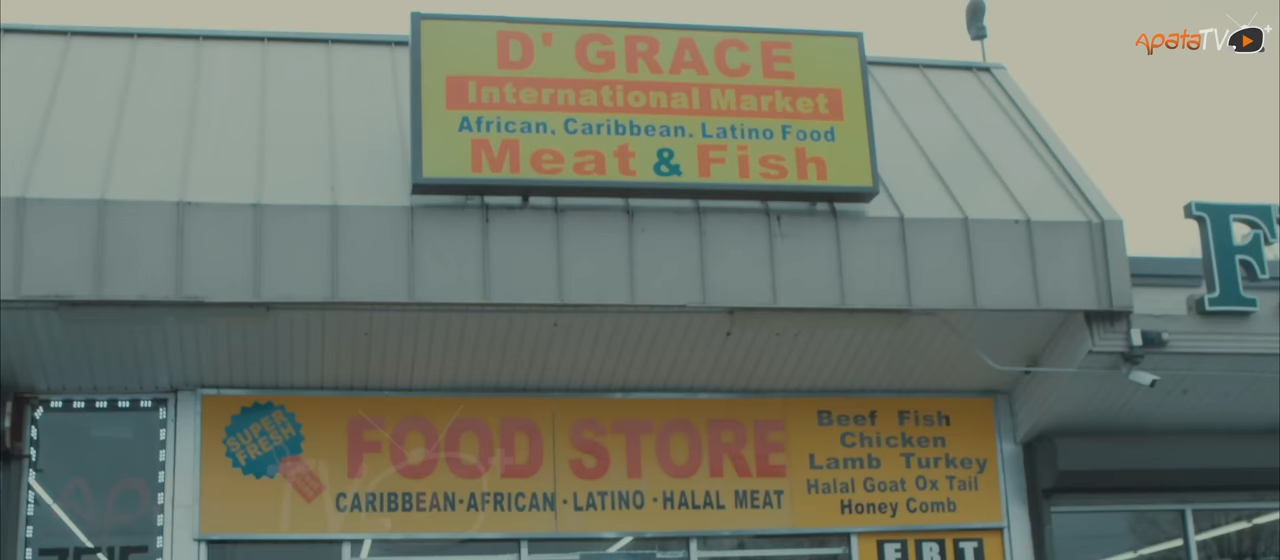 ApataTV+
D' GRACE
International Market
African, Caribbean. Latino Food
Meat & Fish
F
SUPER
FRESH
FOOD STORE
CARIBBEAN·AFRICAN·LATINO·HALAL MEAT
Beef Fish
Chicken
Lamb Turkey
Halal Goat Ox Tail
Honey Comb
EBT